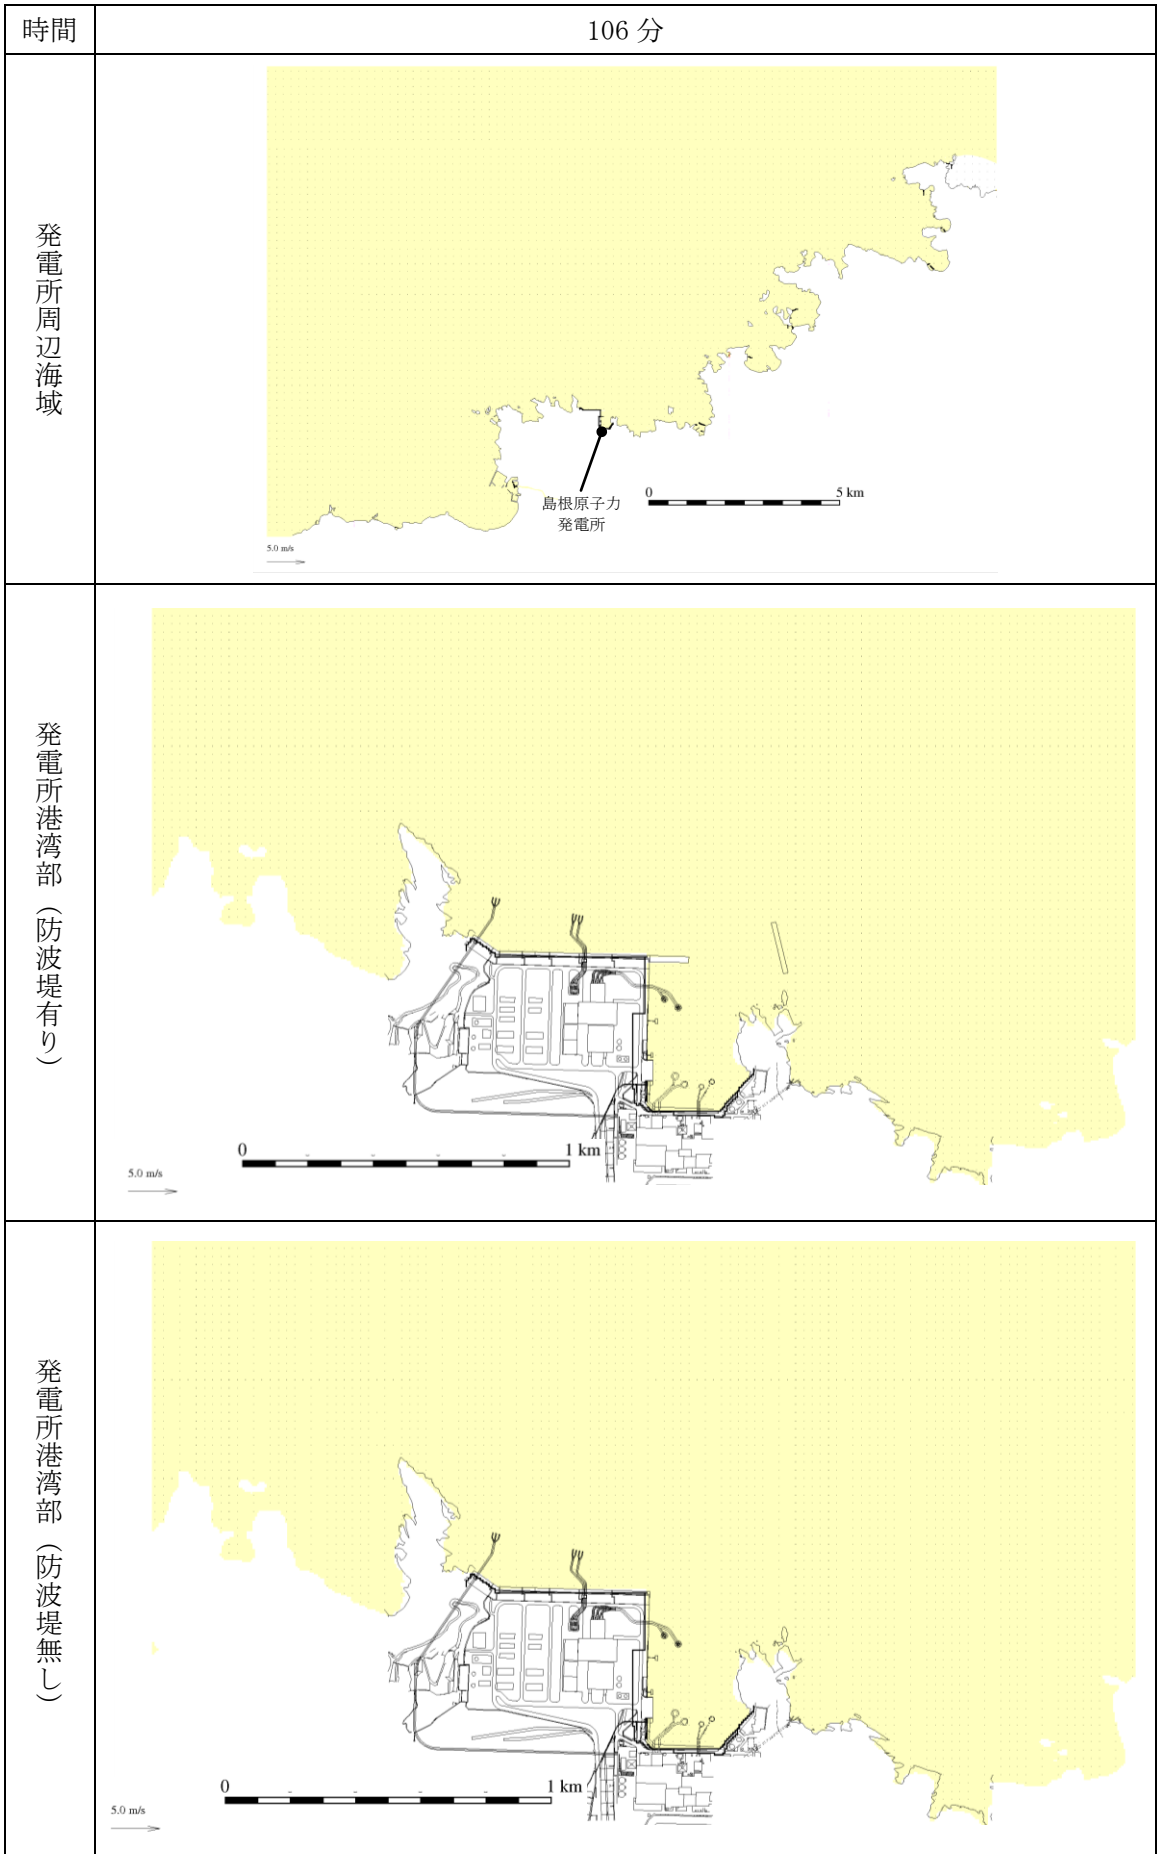 時間
106 分
発電所周辺海域
島根原子力
発電所
0
5 km
5.0 m/s
発電所港湾部（防波堤有り）
0
1 km
5.0 m/s
発電所港湾部（防波堤無し）
0
1 km
5.0 m/s